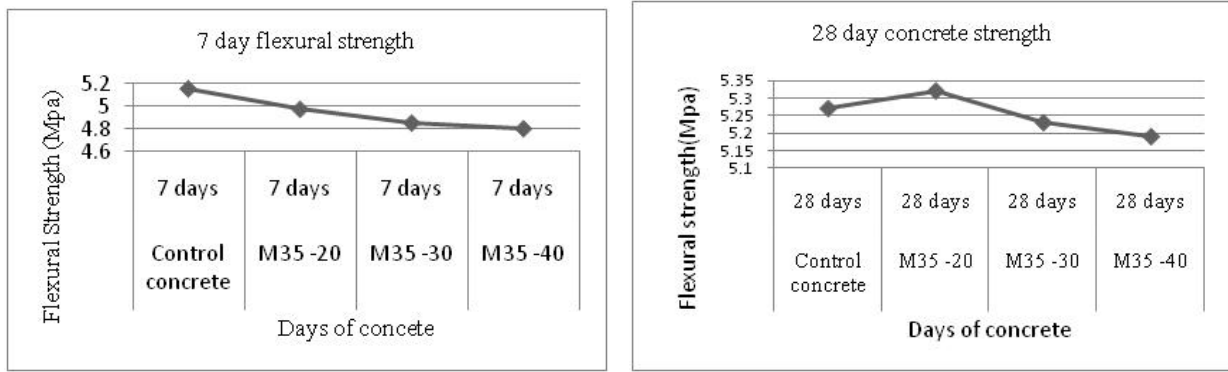 7 day flexural strength
Flexural Strength (Mpa)
5.2
5
4.8
4.6
7 days 7 days 7 days 7 days
Control concrete M35 -20 M35 -30 M35 -40
Days of concete
28 day concrete strength
Flexural strength(Mpa)
5.35
5.3
5.25
5.2
5.15
5.1
28 days 28 days 28 days 28 days
Control concrete M35 -20 M35 -30 M35 -40
Days of concrete